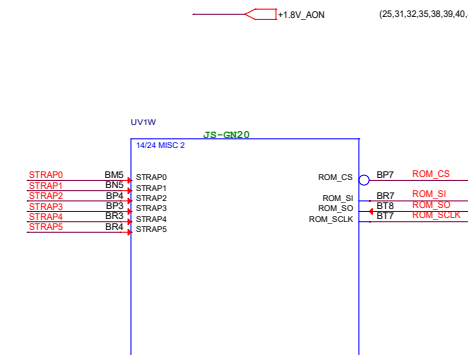 +1.8V_AON (25,31,32,35,38,39,40,
UV1W
JS-GN20
14/24 MISC 2
STRAP0 BM5 STRAP0 ROM_CS BP7 ROM_CS
STRAP1 BN5 STRAP1
STRAP2 BP4 STRAP2 ROM_SI BR7 ROM_SI
STRAP3 BP3 STRAP3 ROM_SO BT8 ROM_SO
STRAP4 BR3 STRAP4 ROM_SCLK BT7 ROM_SCLK
STRAP5 BR4 STRAP5